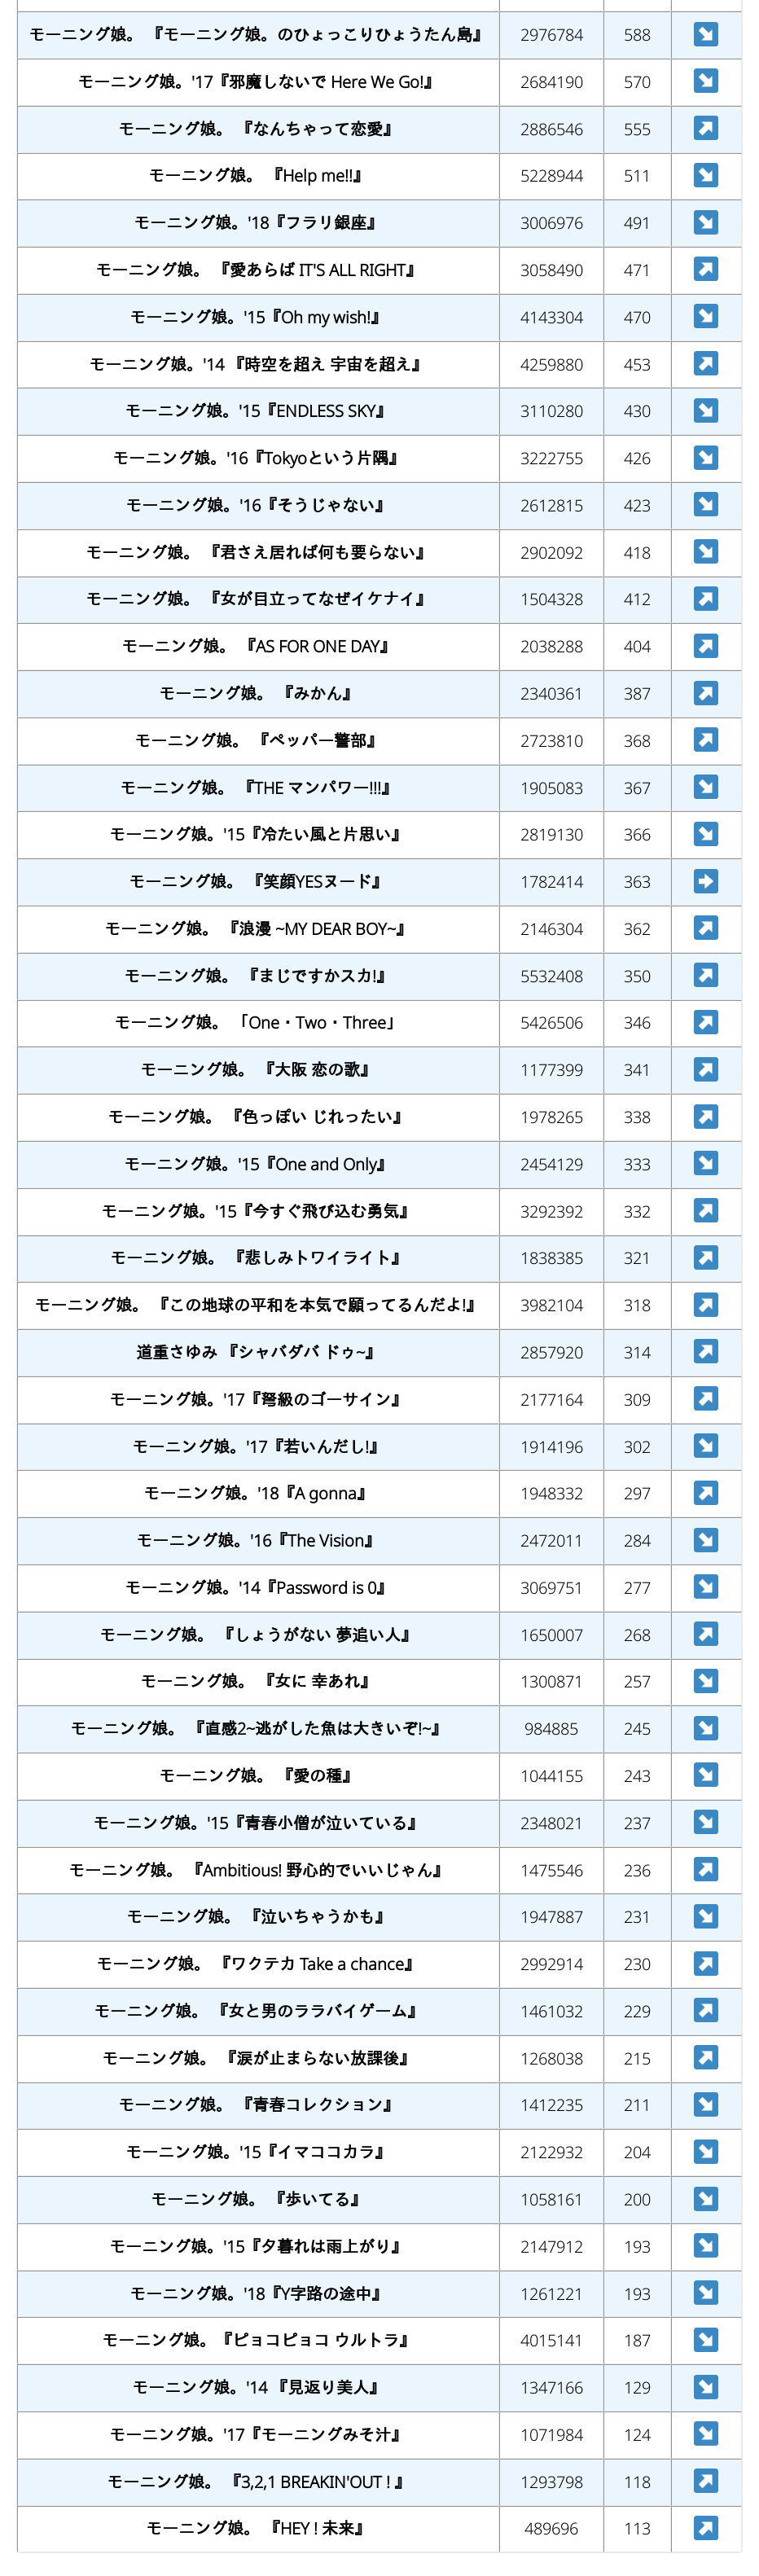 モーニング娘。 『モーニング娘。のひょっこりひょうたん島』 2976784 588 ↘
モーニング娘。'17『邪魔しないで Here We Go!』 2684190 570 ↘
モーニング娘。 『なんちゃって恋愛』 2886546 555 ↗
モーニング娘。 『Help me!!』 5228944 511 ↘
モーニング娘。'18『フラリ銀座』 3006976 491 ↘
モーニング娘。 『愛あらば IT'S ALL RIGHT』 3058490 471 ↗
モーニング娘。'15『Oh my wish!』 4143304 470 ↘
モーニング娘。'14 『時空を超え 宇宙を超え』 4259880 453 ↗
モーニング娘。'15『ENDLESS SKY』 3110280 430 ↘
モーニング娘。'16『Tokyoという片隅』 3222755 426 ↘
モーニング娘。'16『そうじゃない』 2612815 423 ↘
モーニング娘。 『君さえ居れば何も要らない』 2902092 418 ↘
モーニング娘。 『女が目立ってなぜイケナイ』 1504328 412 ↗
モーニング娘。 『AS FOR ONE DAY』 2038288 404 ↗
モーニング娘。 『みかん』 2340361 387 ↗
モーニング娘。 『ペッパー警部』 2723810 368 ↗
モーニング娘。 『THE マンパワー!!!』 1905083 367 ↘
モーニング娘。'15『冷たい風と片思い』 2819130 366 ↘
モーニング娘。 『笑顔YESヌード』 1782414 363 ➡
モーニング娘。 『浪漫 ~MY DEAR BOY~』 2146304 362 ↗
モーニング娘。 『まじですかスカ!』 5532408 350 ↗
モーニング娘。 「One・Two・Three」 5426506 346 ↗
モーニング娘。 『大阪 恋の歌』 1177399 341 ↗
モーニング娘。 『色っぽい じれったい』 1978265 338 ↗
モーニング娘。'15『One and Only』 2454129 333 ↘
モーニング娘。'15『今すぐ飛び込む勇気』 3292392 332 ↗
モーニング娘。 『悲しみトワイライト』 1838385 321 ↗
モーニング娘。 『この地球の平和を本気で願ってるんだよ!』 3982104 318 ↗
道重さゆみ 『シャバダバ ドゥ~』 2857920 314 ↗
モーニング娘。'17『弩級のゴーサイン』 2177164 309 ↗
モーニング娘。'17『若いんだし!』 1914196 302 ↘
モーニング娘。'18『A gonna』 1948332 297 ↗
モーニング娘。'16『The Vision』 2472011 284 ↘
モーニング娘。'14『Password is 0』 3069751 277 ↘
モーニング娘。 『しょうがない 夢追い人』 1650007 268 ↗
モーニング娘。 『女に 幸あれ』 1300871 257 ↘
モーニング娘。 『直感2~逃がした魚は大きいぞ!~』 984885 245 ↘
モーニング娘。 『愛の種』 1044155 243 ↘
モーニング娘。'15『青春小僧が泣いている』 2348021 237 ↘
モーニング娘。 『Ambitious! 野心的でいいじゃん』 1475546 236 ↗
モーニング娘。 『泣いちゃうかも』 1947887 231 ↘
モーニング娘。 『ワクテカ Take a chance』 2992914 230 ↗
モーニング娘。 『女と男のララバイゲーム』 1461032 229 ↗
モーニング娘。 『涙が止まらない放課後』 1268038 215 ↗
モーニング娘。 『青春コレクション』 1412235 211 ↘
モーニング娘。'15『イマココカラ』 2122932 204 ↘
モーニング娘。 『歩いてる』 1058161 200 ↘
モーニング娘。'15『夕暮れは雨上がり』 2147912 193 ↘
モーニング娘。'18『Y字路の途中』 1261221 193 ↘
モーニング娘。『ピョコピョコ ウルトラ』 4015141 187 ↘
モーニング娘。'14 『見返り美人』 1347166 129 ↘
モーニング娘。'17『モーニングみそ汁』 1071984 124 ↘
モーニング娘。 『3,2,1 BREAKIN'OUT ! 』 1293798 118 ↗
モーニング娘。 『HEY ! 未来』 489696 113 ↗